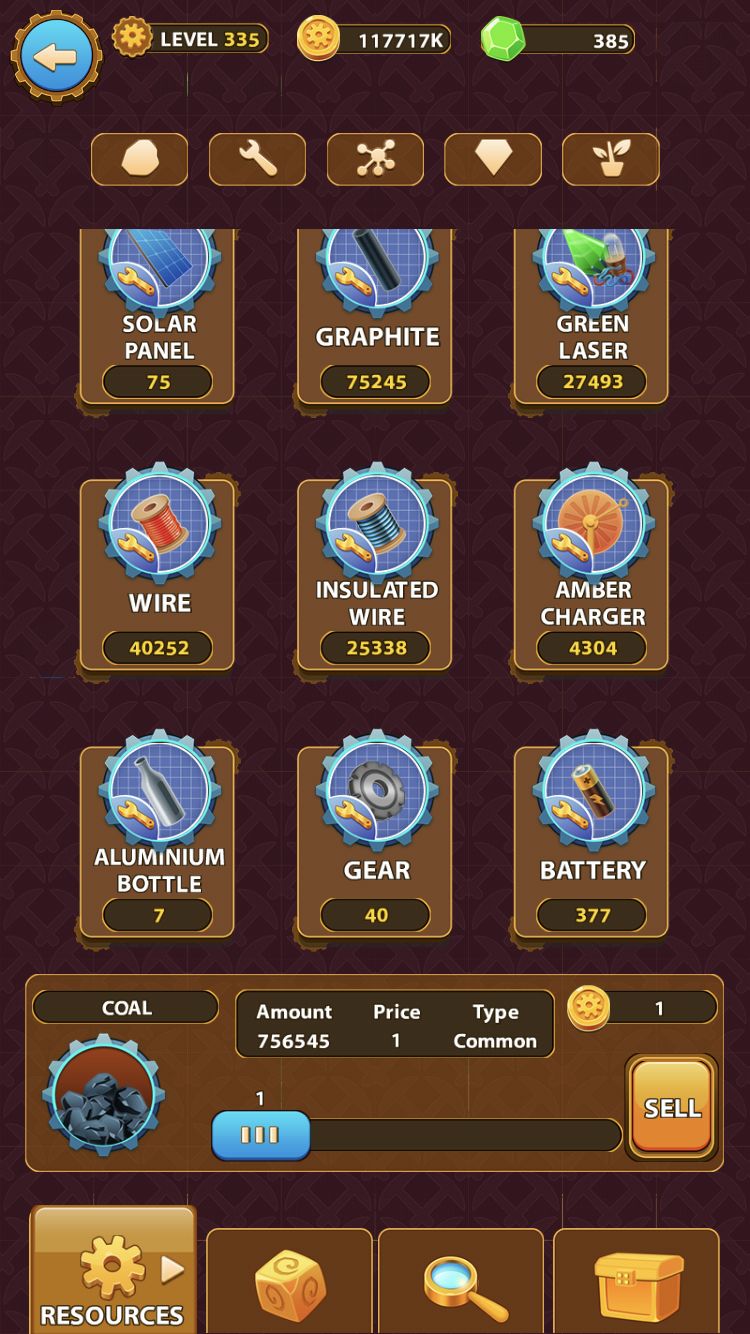 LEVEL 335
117717K
385
SOLAR
PANEL
75
GRAPHITE
75245
GREEN
LASER
27493
WIRE
40252
INSULATED
WIRE
25338
AMBER
CHARGER
4304
ALUMINIUM
BOTTLE
7
GEAR
40
BATTERY
377
COAL
Amount Price Type
756545 1 Common
1
1
SELL
RESOURCES